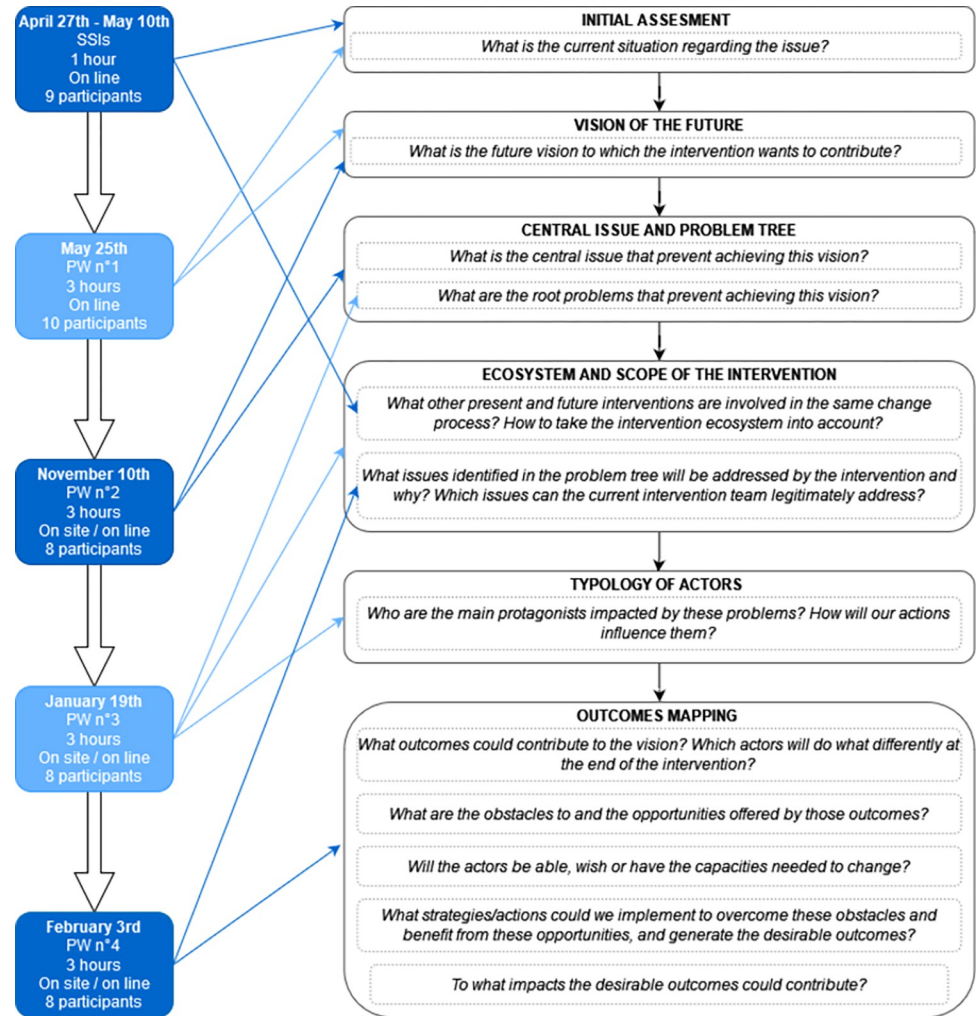 April 27th - May 10th
SSIs
1 hour
On line
9 participants
May 25th
PW n°1
3 hours
On line
10 participants
November 10th
PW n°2
3 hours
On site / on line
8 participants
January 19th
PW n°3
3 hours
On site / on line
8 participants
February 3rd
PW n°4
3 hours
On site / on line
8 participants
INITIAL ASSESMENT
What is the current situation regarding the issue?
VISION OF THE FUTURE
What is the future vision to which the intervention wants to contribute?
CENTRAL ISSUE AND PROBLEM TREE
What is the central issue that prevent achieving this vision?
What are the root problems that prevent achieving this vision?
ECOSYSTEM AND SCOPE OF THE INTERVENTION
What other present and future interventions are involved in the same change
process? How to take the intervention ecosystem into account?
What issues identified in the problem tree will be addressed by the intervention and
why? Which issues can the current intervention team legitimately address?
TYPOLOGY OF ACTORS
Who are the main protagonists impacted by these problems? How will our actions
influence them?
OUTCOMES MAPPING
What outcomes could contribute to the vision? Which actors will do what differently at
the end of the intervention?
What are the obstacles to and the opportunities offered by those outcomes?
Will the actors be able, wish or have the capacities needed to change?
What strategies/actions could we implement to overcome these obstacles and
benefit from these opportunities, and generate the desirable outcomes?
To what impacts the desirable outcomes could contribute?